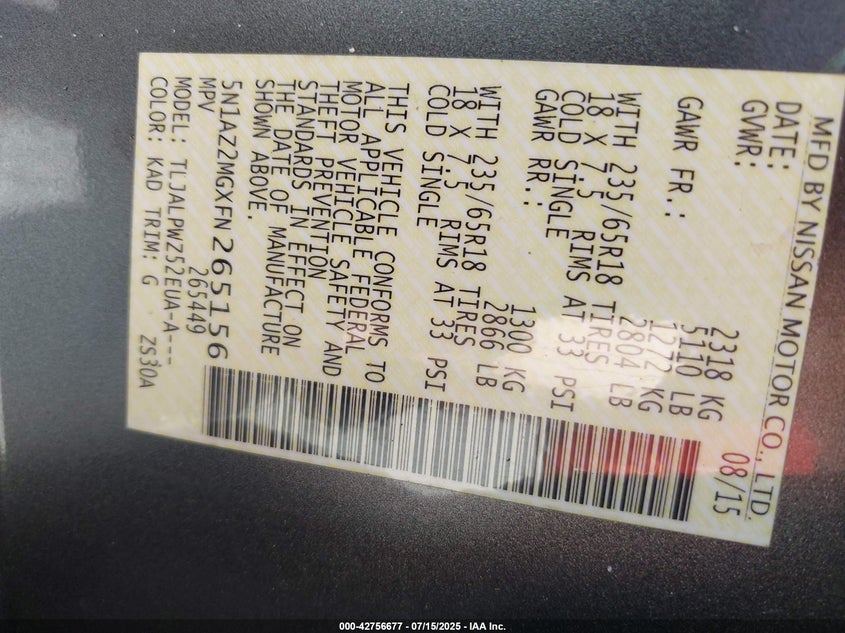 MFD BY NISSAN MOTOR CO., LTD.
DATE: 08/15
GVWR: 2318 KG
5110 LB
GAWR FR.: 1272 KG
2804 LB
WITH 235/65R18 TIRES
18 X 7.5 RIMS AT 33 PSI
COLD SINGLE
GAWR RR.: 1300 KG
2866 LB
WITH 235/65R18 TIRES
18 X 7.5 RIMS AT 33 PSI
COLD SINGLE
THIS VEHICLE CONFORMS TO
ALL APPLICABLE FEDERAL
MOTOR VEHICLE SAFETY AND
THEFT PREVENTION
STANDARDS IN EFFECT ON
THE DATE OF MANUFACTURE
SHOWN ABOVE.
5N1AZ2MGXFN265156
MPV 265449
MODEL: TLJALPWZ52EUA-A---
COLOR: KAD TRIM: G ZS30A
000-42756677 - 07/15/2025 - IAA Inc.